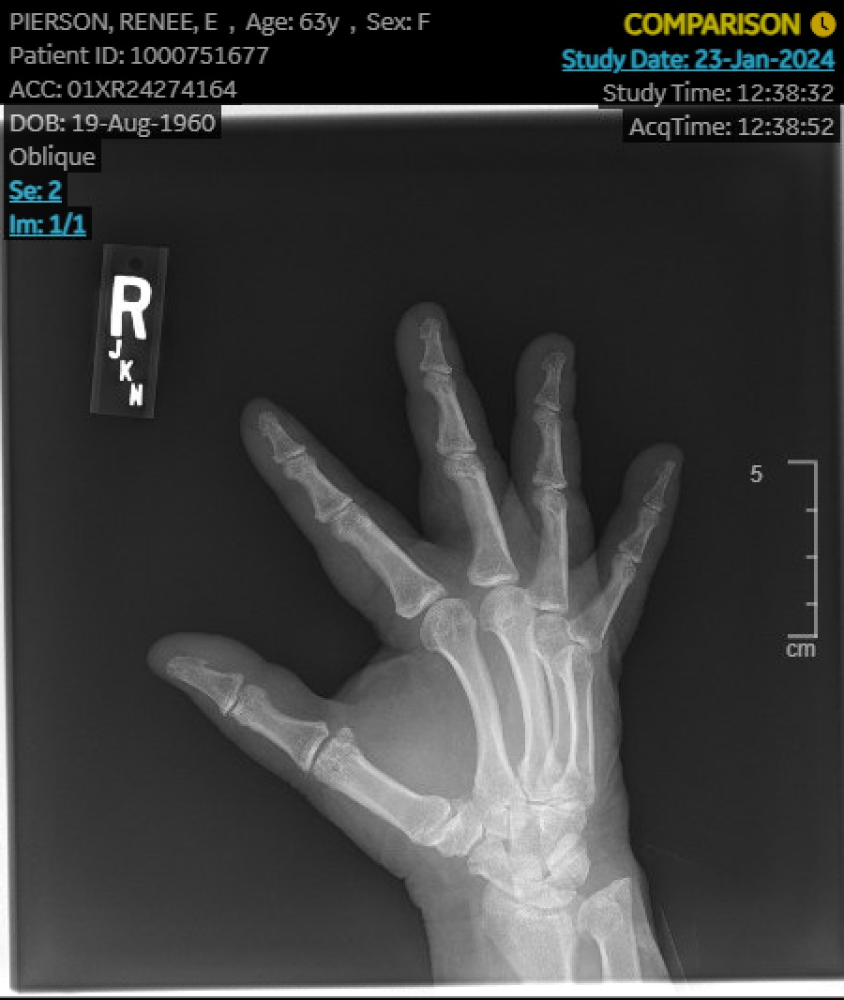 PIERSON, RENEE, E , Age: 63y , Sex: F
Patient ID: 1000751677
ACC: 01XR24274164
DOB: 19-Aug-1960
Oblique
Se: 2
Im: 1/1
COMPARISON
Study Date: 23-Jan-2024
Study Time: 12:38:32
AcqTime: 12:38:52
R
J
K
N
5
cm